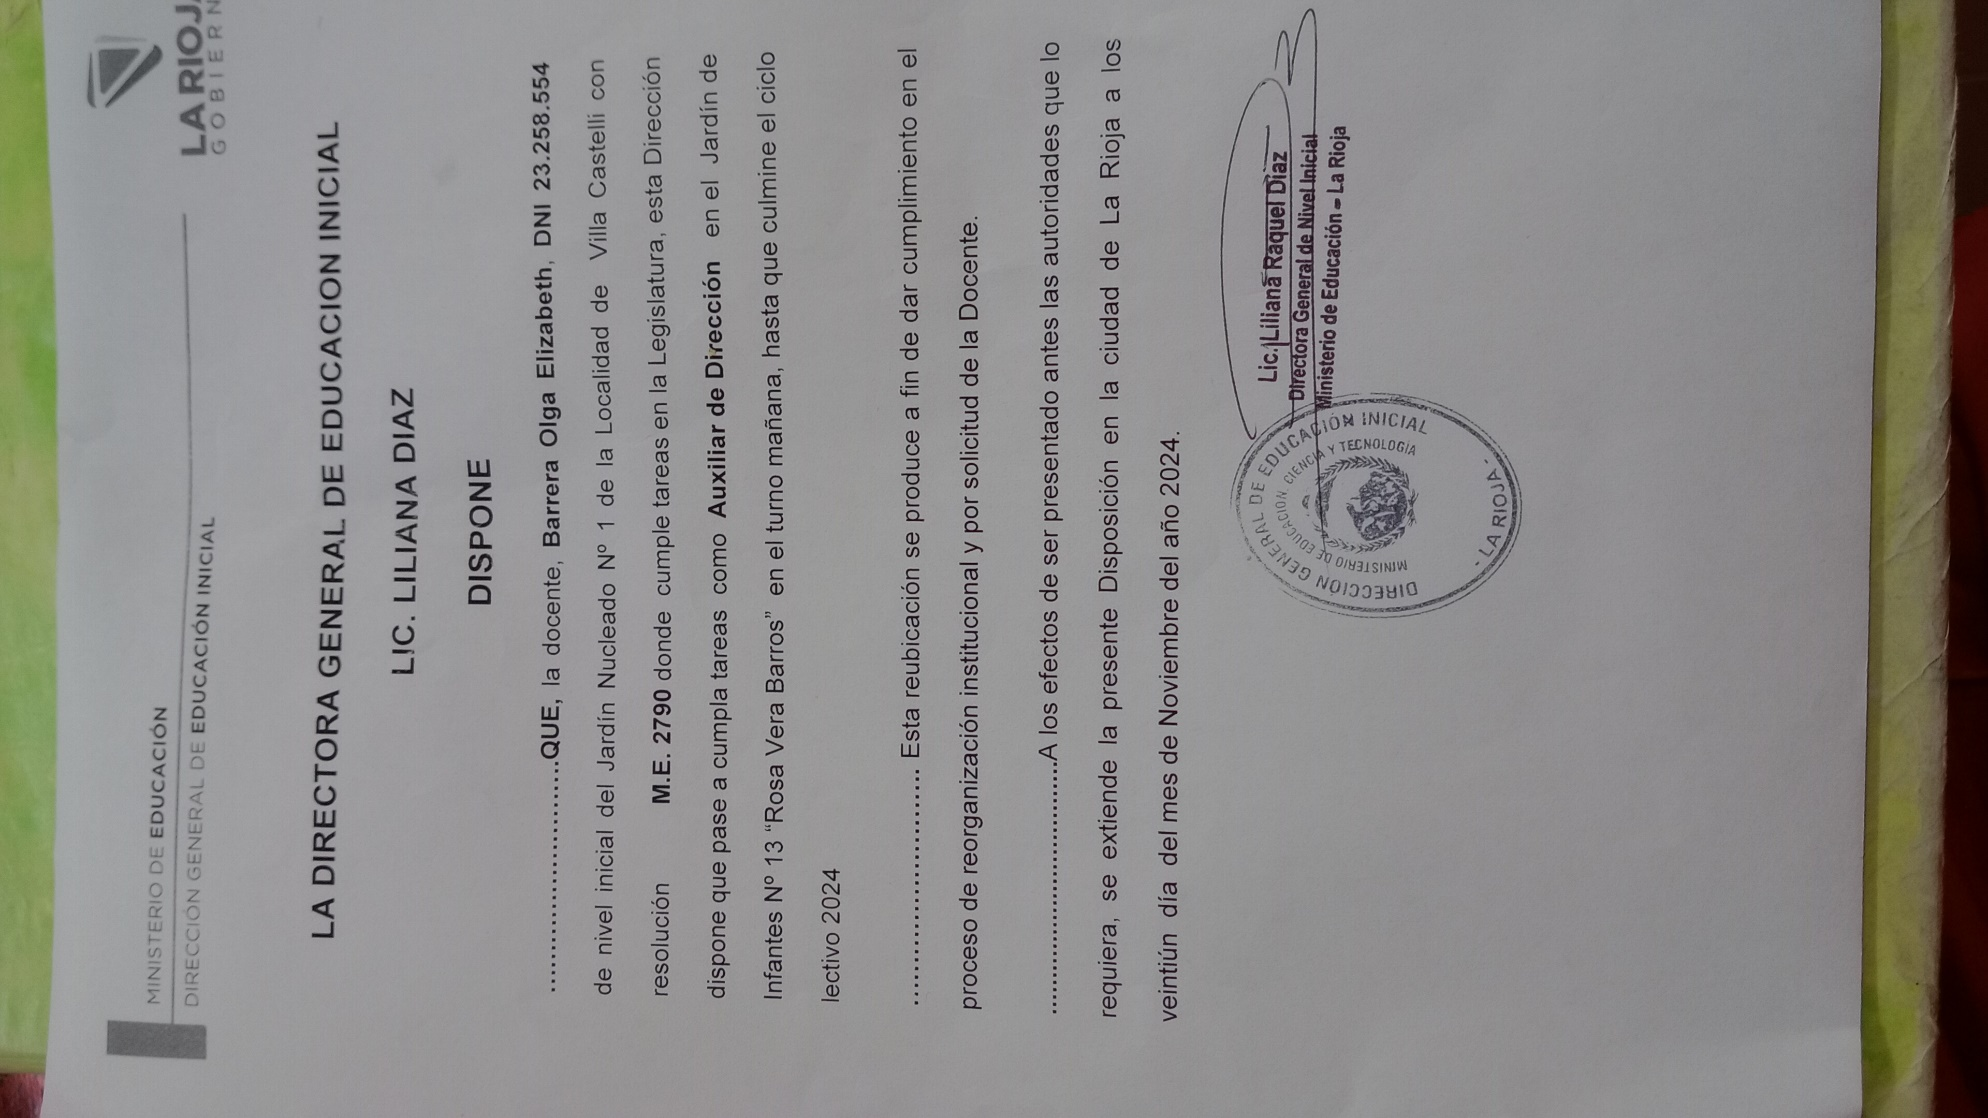 MINISTERIO DE EDUCACIÓN
DIRECCIÓN GENERAL DE EDUCACIÓN INICIAL
LA RIOJA
GOBIERN
LA DIRECTORA GENERAL DE EDUCACION INICIAL
LIC. LILIANA DIAZ
DISPONE
..............................QUE, la docente, Barrera Olga Elizabeth, DNI 23.258.554
de nivel inicial del Jardín Nucleado Nº 1 de la Localidad de Villa Castelli con
resolución M.E. 2790 donde cumple tareas en la Legislatura, esta Dirección
dispone que pase a cumpla tareas como Auxiliar de Dirección en el Jardín de
Infantes Nº 13 “Rosa Vera Barros” en el turno mañana, hasta que culmine el ciclo
lectivo 2024
.............................. Esta reubicación se produce a fin de dar cumplimiento en el
proceso de reorganización institucional y por solicitud de la Docente.
....................................A los efectos de ser presentado antes las autoridades que lo
requiera, se extiende la presente Disposición en la ciudad de La Rioja a los
veintiún día del mes de Noviembre del año 2024.
Lic. Liliana Raquel Diaz
Directora General de Nivel Inicial
Ministerio de Educación - La Rioja
DIRECCIÓN GENERAL DE EDUCACIÓN INICIAL
MINISTERIO DE EDUCACIÓN, CIENCIA Y TECNOLOGÍA
- LA RIOJA -